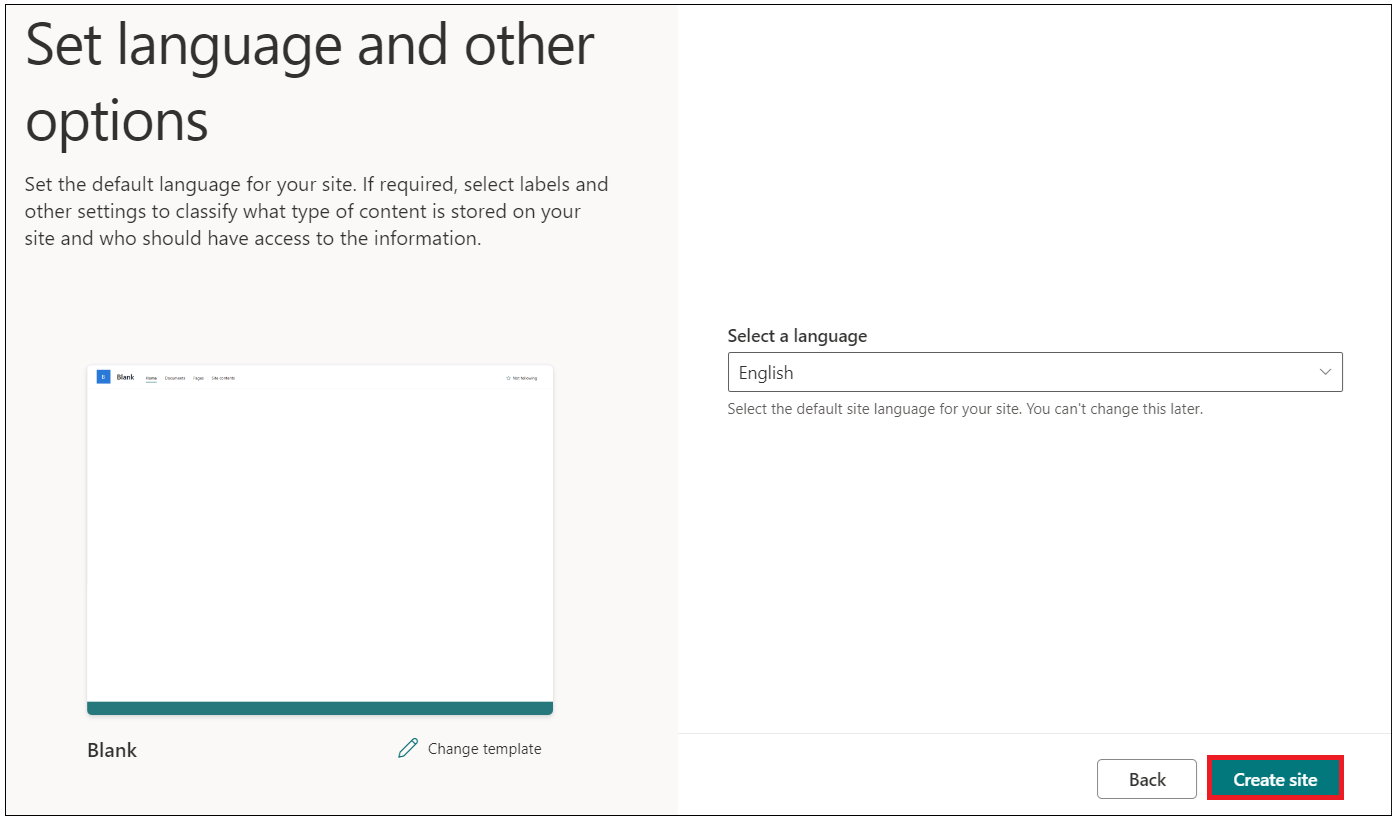 Set language and other
options
Set the default language for your site. If required, select labels and
other settings to classify what type of content is stored on your
site and who should have access to the information.
Blank Home Documents Pages Site contents Not following
Blank
Change template
Select a language
English
Select the default site language for your site. You can't change this later.
Back
Create site